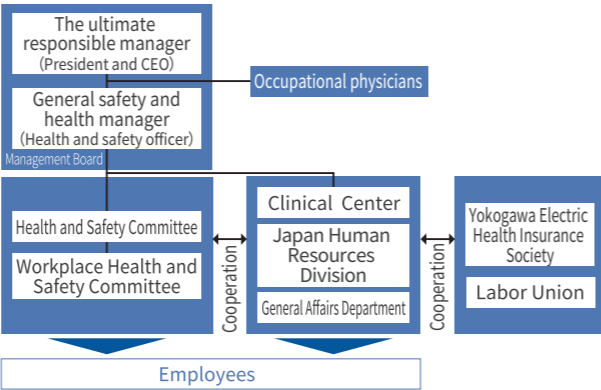 The ultimate
responsible manager
(President and CEO)
Occupational physicians
General safety and
health manager
(Health and safety officer)
Management Board
Health and Safety Committee
Workplace Health and
Safety Committee
Cooperation
Clinical Center
Japan Human
Resources
Division
General Affairs Department
Cooperation
Yokogawa Electric
Health Insurance
Society
Labor Union
Employees